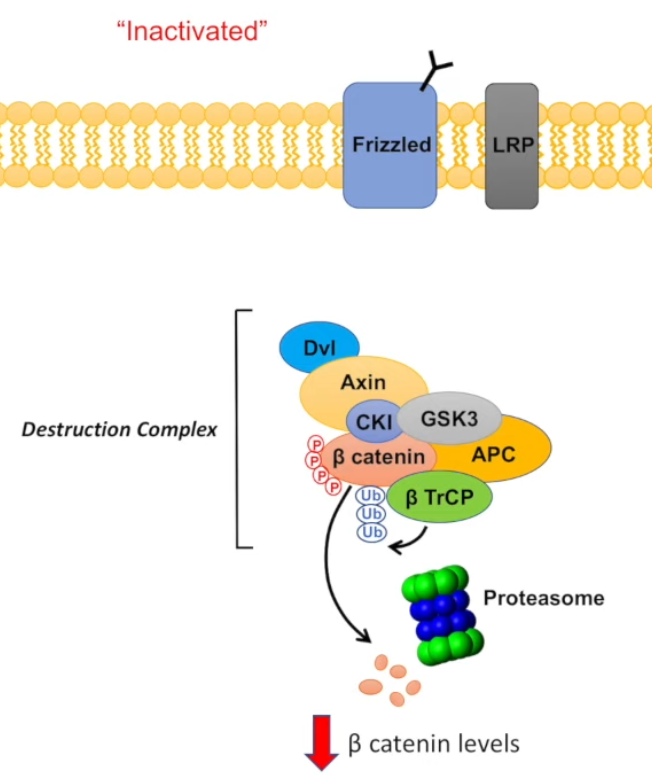 “Inactivated”
Frizzled
LRP
Dvl
Axin
CKI
GSK3
Destruction Complex
β catenin
APC
P
P
P
P
Ub
Ub
Ub
β TrCP
Proteasome
β catenin levels